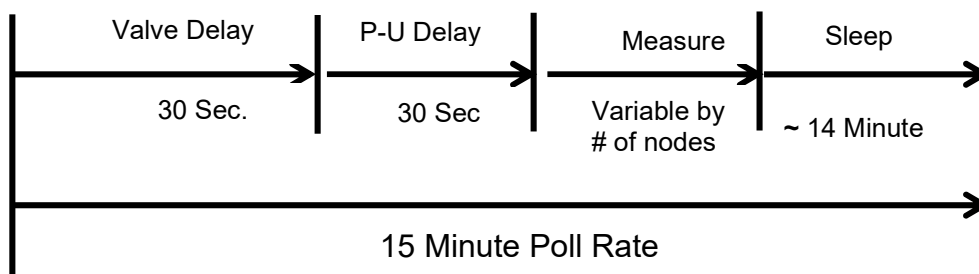 Valve Delay
P-U Delay
Measure
Sleep
30 Sec.
30 Sec
Variable by
# of nodes
~ 14 Minute
15 Minute Poll Rate